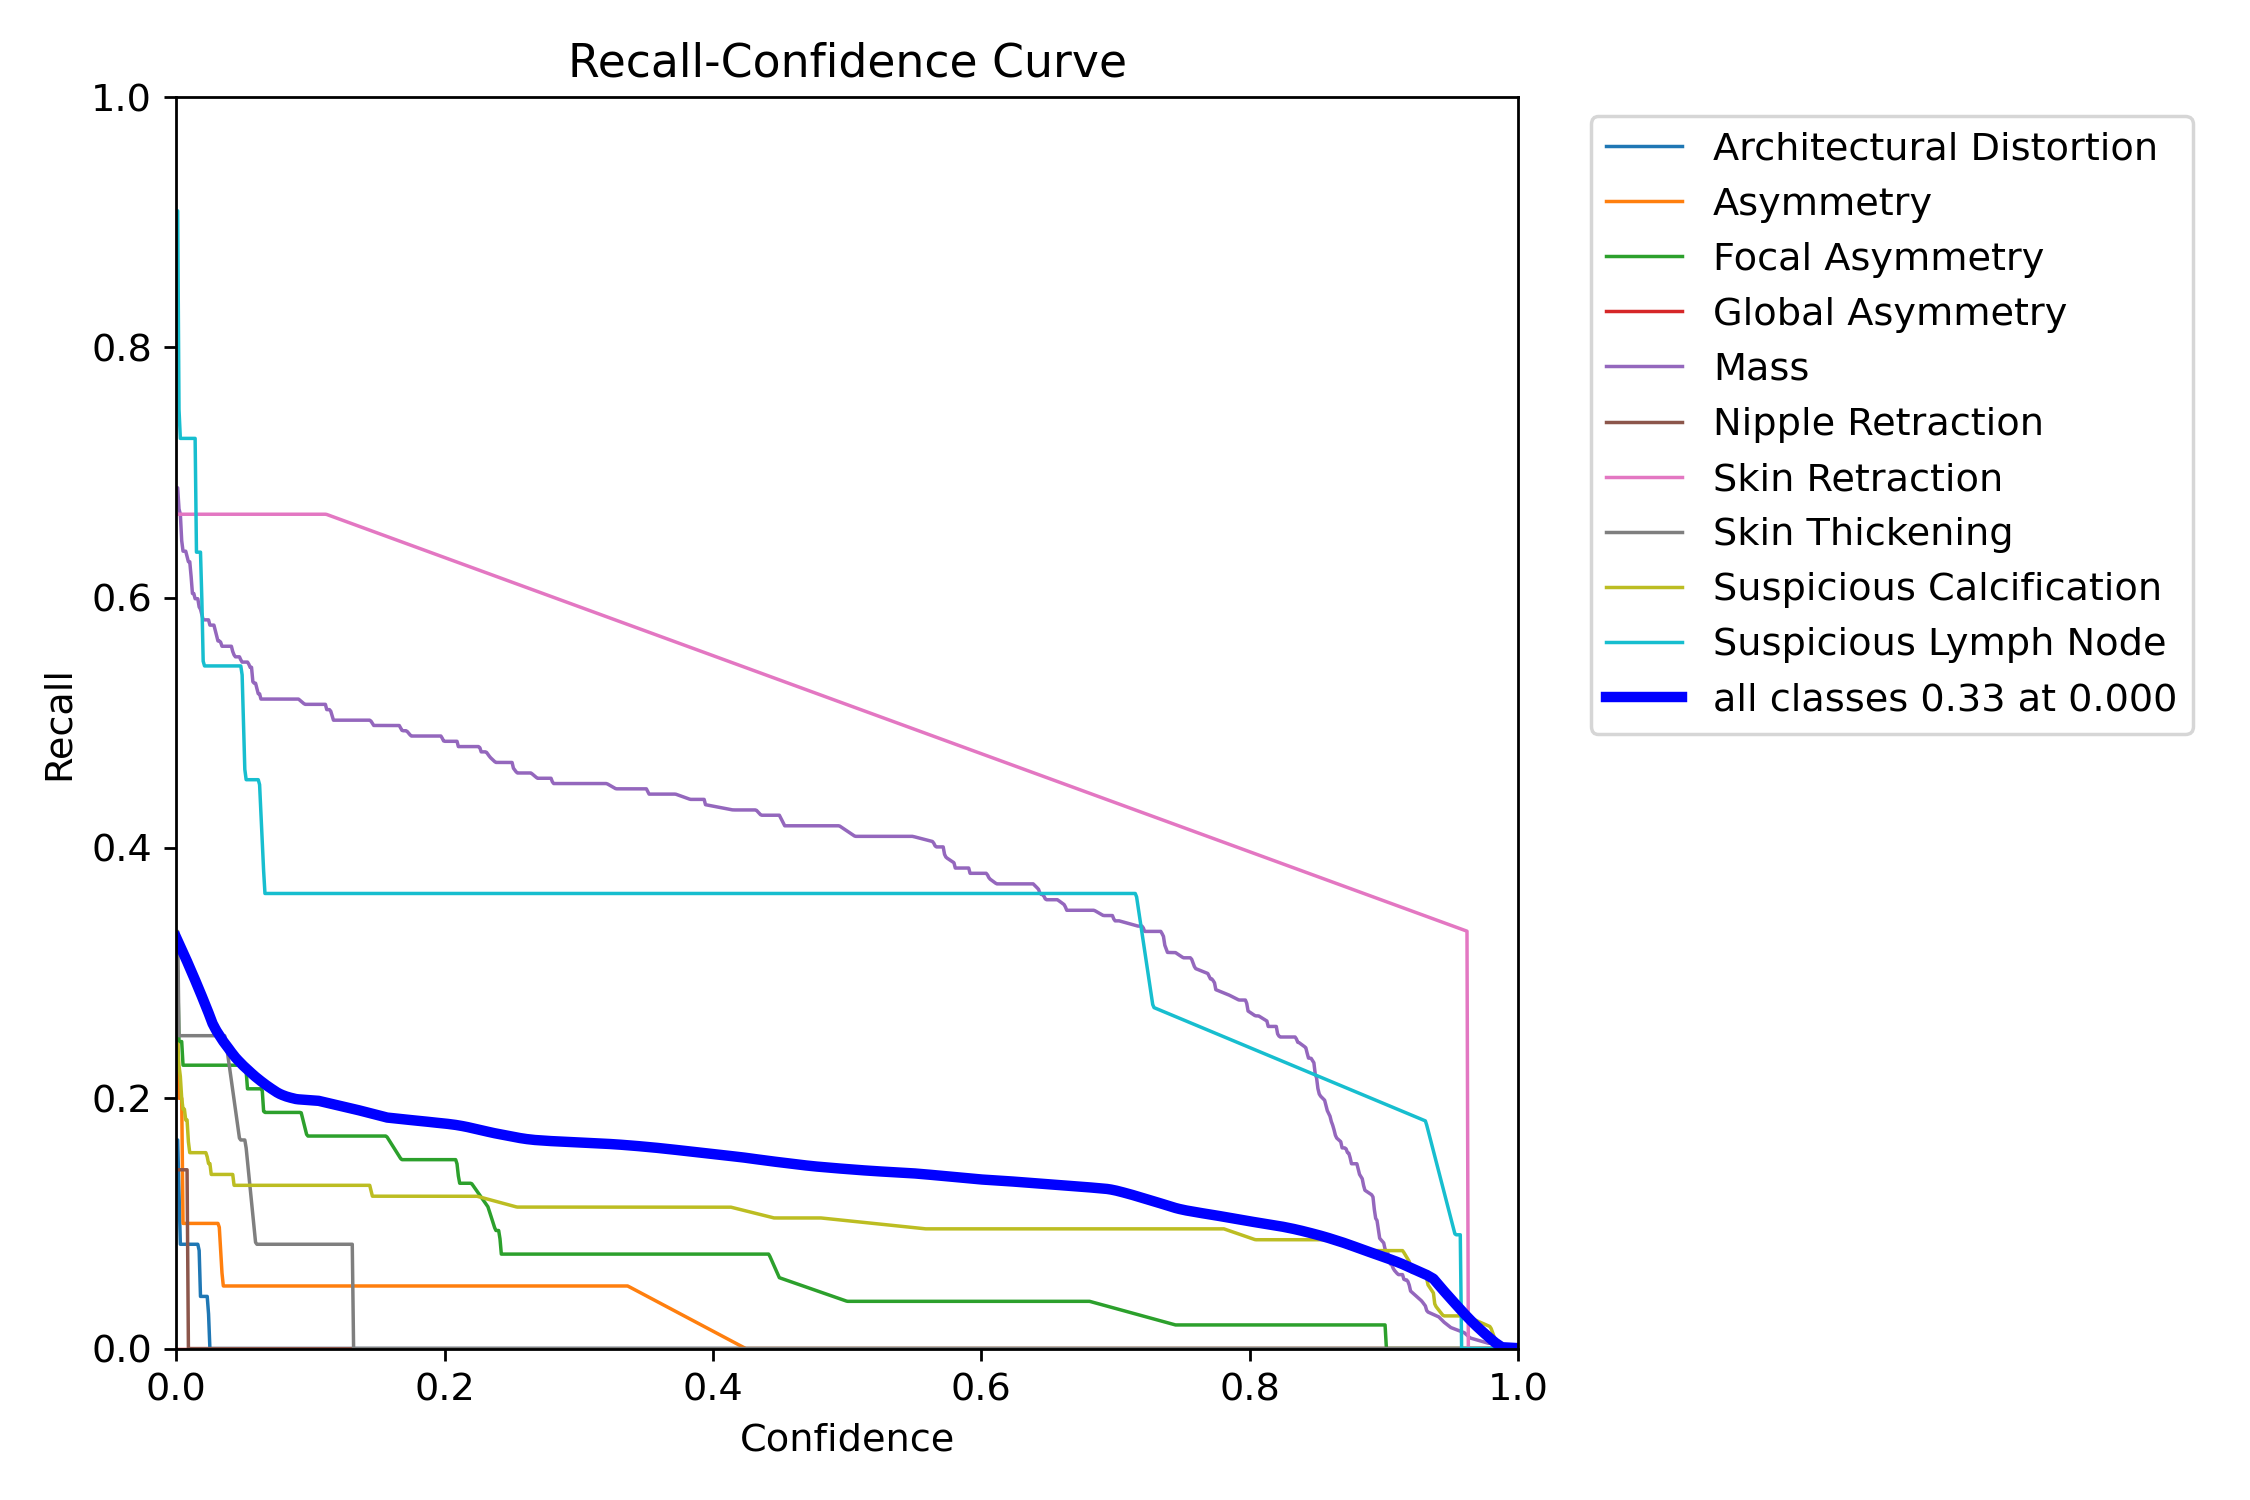 Recall-Confidence Curve
1.0
0.8
0.6
0.4
0.2
0.0
Recall
0.0 0.2 0.4 0.6 0.8 1.0
Confidence
Architectural Distortion
Asymmetry
Focal Asymmetry
Global Asymmetry
Mass
Nipple Retraction
Skin Retraction
Skin Thickening
Suspicious Calcification
Suspicious Lymph Node
all classes 0.33 at 0.000